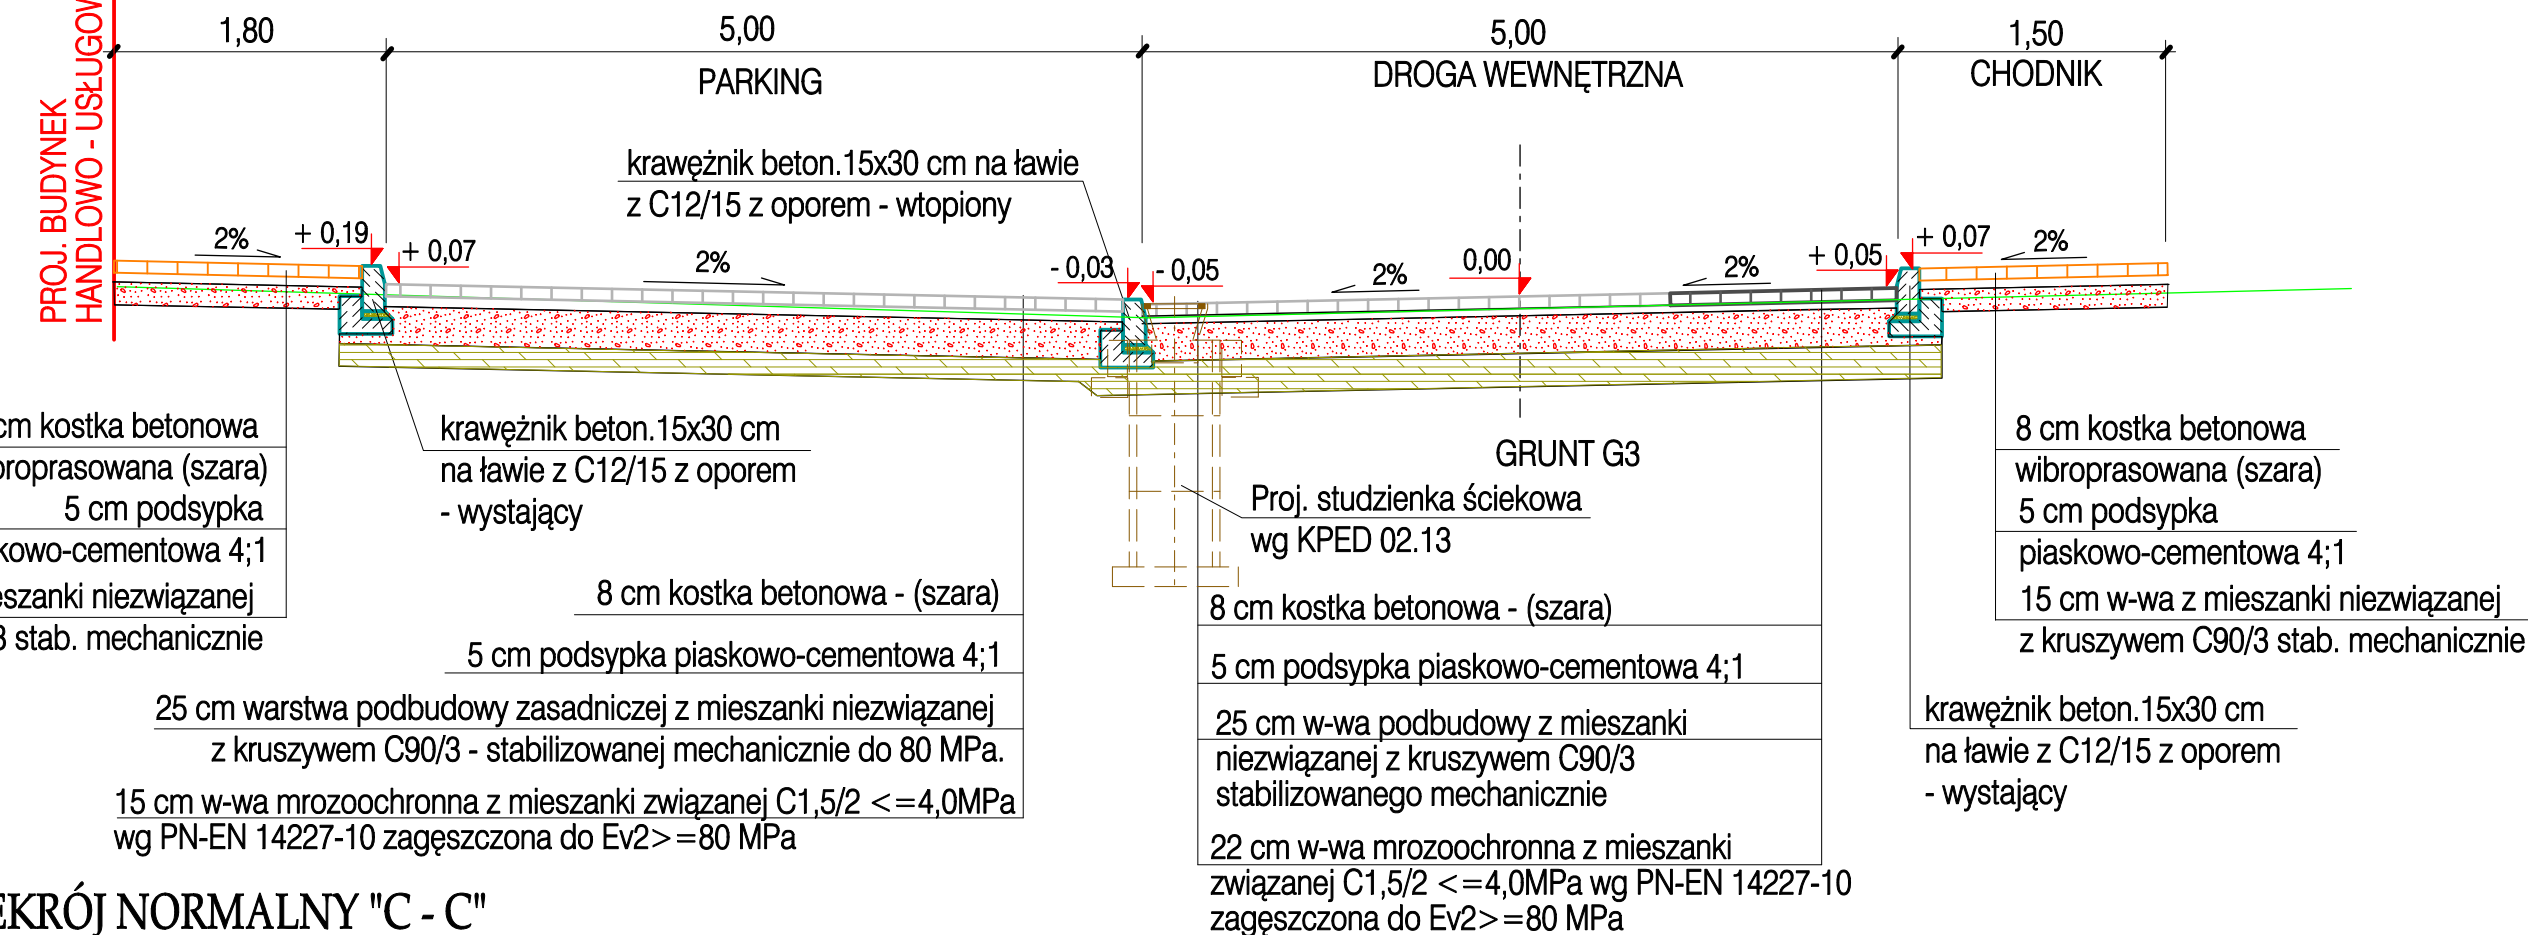 1,80
5,00
5,00
1,50
PARKING
DROGA WEWNĘTRZNA
CHODNIK
PROJ. BUDYNEK
HANDLOWO - USŁUGOW
krawężnik beton.15x30 cm na ławie
z C12/15 z oporem - wtopiony
2%
+ 0,19
+ 0,07
2%
- 0,03
- 0,05
2%
0,00
2%
+ 0,05
+ 0,07
2%
cm kostka betonowa
oroprasowana (szara)
5 cm podsypka
kowo-cementowa 4;1
eszanki niezwiązanej
3 stab. mechanicznie
krawężnik beton.15x30 cm
na ławie z C12/15 z oporem
- wystający
GRUNT G3
Proj. studzienka ściekowa
wg KPED 02.13
8 cm kostka betonowa
wibroprasowana (szara)
5 cm podsypka
piaskowo-cementowa 4;1
15 cm w-wa z mieszanki niezwiązanej
z kruszywem C90/3 stab. mechanicznie
8 cm kostka betonowa - (szara)
5 cm podsypka piaskowo-cementowa 4;1
25 cm warstwa podbudowy zasadniczej z mieszanki niezwiązanej
z kruszywem C90/3 - stabilizowanej mechanicznie do 80 MPa.
15 cm w-wa mrozoochronna z mieszanki związanej C1,5/2 <=4,0MPa
wg PN-EN 14227-10 zagęszczona do Ev2>=80 MPa
8 cm kostka betonowa - (szara)
5 cm podsypka piaskowo-cementowa 4;1
25 cm w-wa podbudowy z mieszanki
niezwiązanej z kruszywem C90/3
stabilizowanego mechanicznie
22 cm w-wa mrozoochronna z mieszanki
związanej C1,5/2 <=4,0MPa wg PN-EN 14227-10
zagęszczona do Ev2>=80 MPa
krawężnik beton.15x30 cm
na ławie z C12/15 z oporem
- wystający
EKRÓJ NORMALNY "C - C"